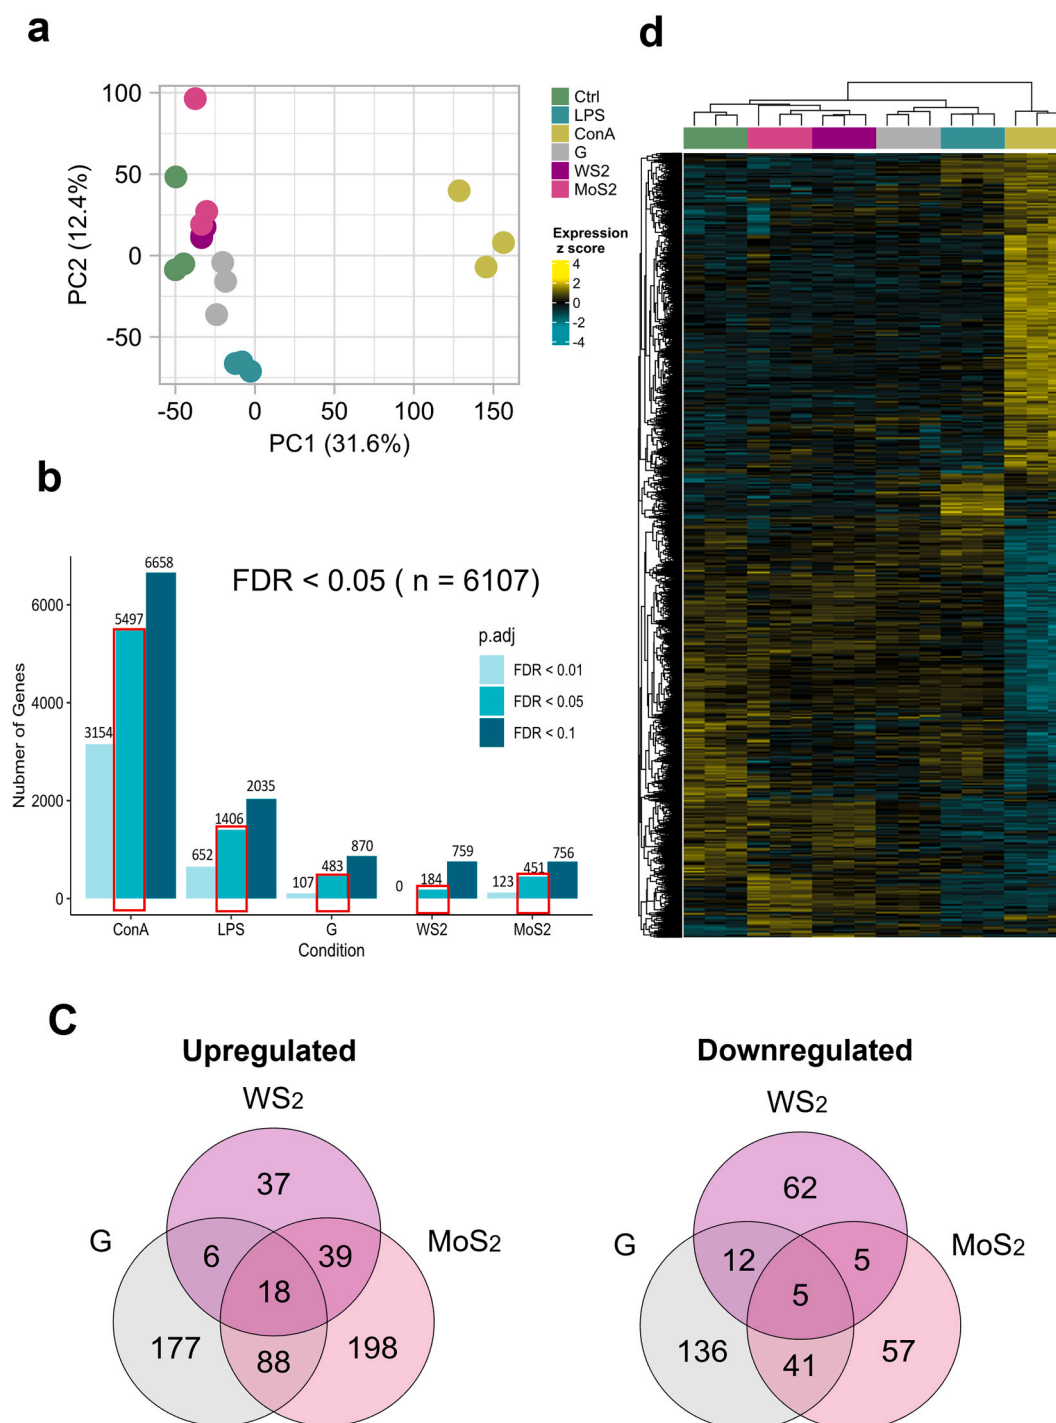 a
100
50
0
-50
-50
0
50
100
150
PC2 (12.4%)
PC1 (31.6%)
Ctrl
LPS
ConA
G
WS2
MoS2
Expression
z score
4
2
0
-2
-4
d
b
FDR < 0.05 ( n = 6107)
Nubmer of Genes
6000
4000
2000
0
3154
5497
6658
652
1406
2035
107
483
870
0
184
759
123
451
756
p.adj
FDR < 0.01
FDR < 0.05
FDR < 0.1
ConA
LPS
G
WS2
MoS2
Condition
C
Upregulated
WS2
G
MoS2
37
6
39
18
177
88
198
Downregulated
WS2
G
MoS2
62
12
5
5
136
41
57